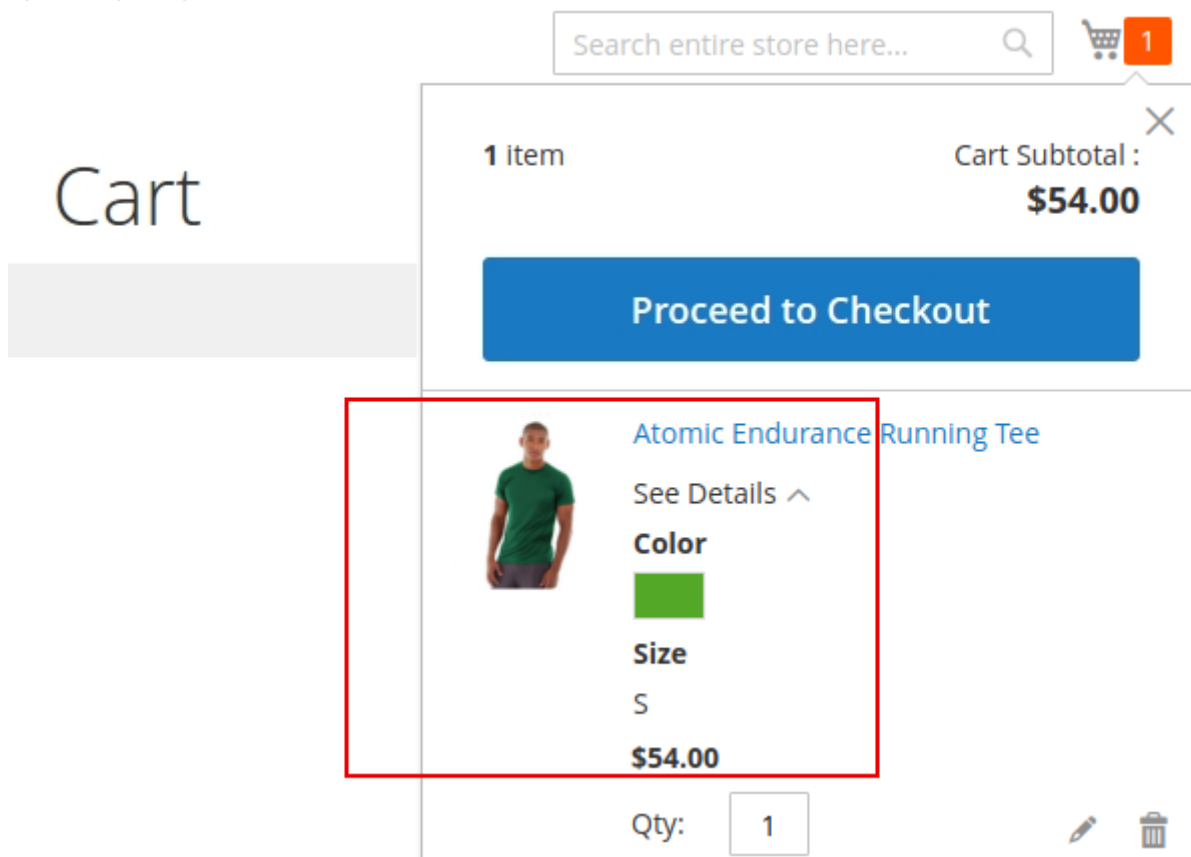 Search entire store here...
1
Cart
1 item
Cart Subtotal :
$54.00
Proceed to Checkout
Atomic Endurance Running Tee
See Details
Color
Size
S
$54.00
Qty: 1